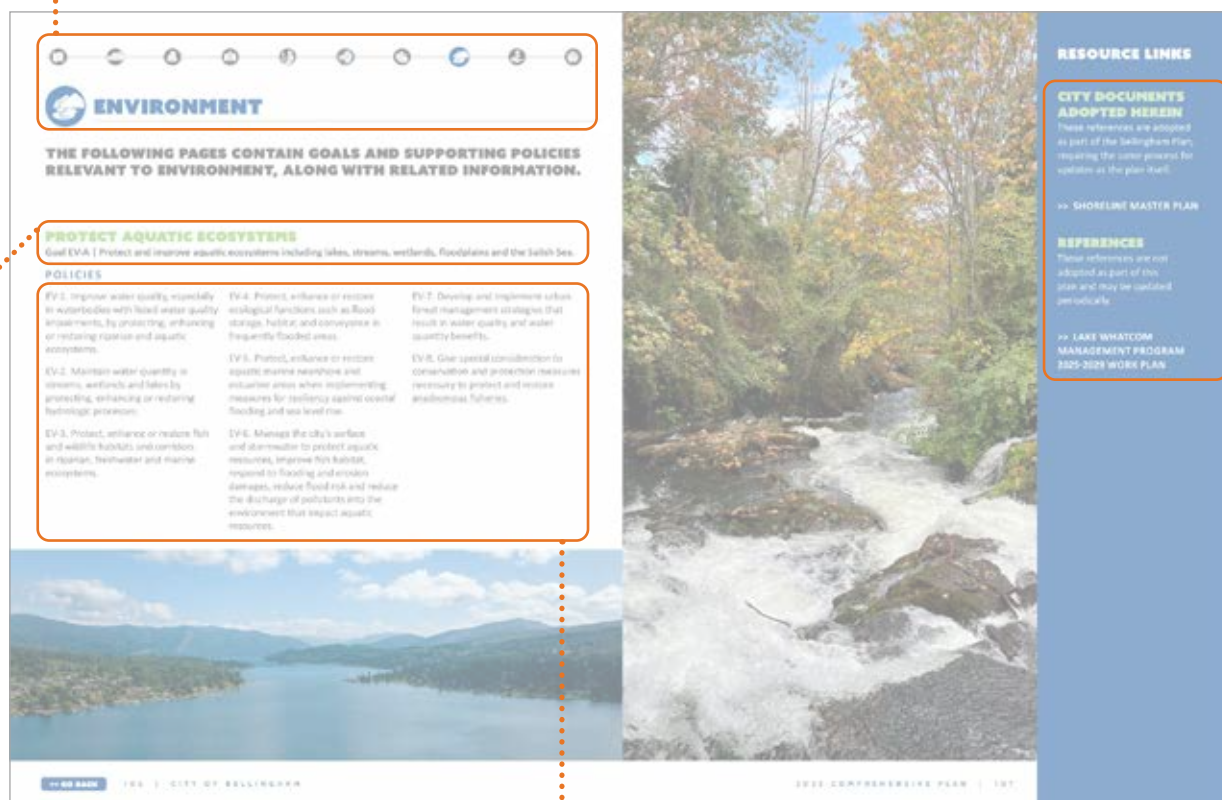 ENVIRONMENT
THE FOLLOWING PAGES CONTAIN GOALS AND SUPPORTING POLICIES
RELEVANT TO ENVIRONMENT, ALONG WITH RELATED INFORMATION.
PROTECT AQUATIC ECOSYSTEMS
Goal EV-A | Protect and improve aquatic ecosystems including lakes, streams, wetlands, floodplains and the Salish Sea.
POLICIES
EV-1. Improve water quality, especially
in waterbodies with listed water quality
impairments, by protecting, enhancing
or restoring riparian and aquatic
ecosystems.
EV-2. Maintain water quantity in
streams, wetlands and lakes by
protecting, enhancing or restoring
hydrologic processes.
EV-3. Protect, enhance or restore fish
and wildlife habitats and corridors
in riparian, freshwater and marine
ecosystems.
EV-4. Protect, enhance or restore
ecological functions such as flood
storage, habitat, and conveyance in
frequently flooded areas.
EV-5. Protect, enhance or restore
aquatic marine nearshore and
estuarine areas when implementing
measures for resiliency against coastal
flooding and sea level rise.
EV-6. Manage the city's surface
and stormwater to protect aquatic
resources, improve fish habitat,
respond to flooding and erosion
damages, reduce flood risk and reduce
the discharge of pollutants into the
environment that impact aquatic
resources.
EV-7. Develop and implement urban
forest management strategies that
result in water quality and water
quantity benefits.
EV-8. Give special consideration to
conservation and protection measures
necessary to protect and restore
anadromous fisheries.
<< GO BACK 106 | CITY OF BELLINGHAM
2025 COMPREHENSIVE PLAN | 107
RESOURCE LINKS
CITY DOCUMENTS
ADOPTED HEREIN
These references are adopted
as part of the Bellingham Plan,
requiring the same process for
updates as the plan itself.
>> SHORELINE MASTER PLAN
REFERENCES
These references are not
adopted as part of this
plan and may be updated
periodically.
>> LAKE WHATCOM
MANAGEMENT PROGRAM
2025-2029 WORK PLAN